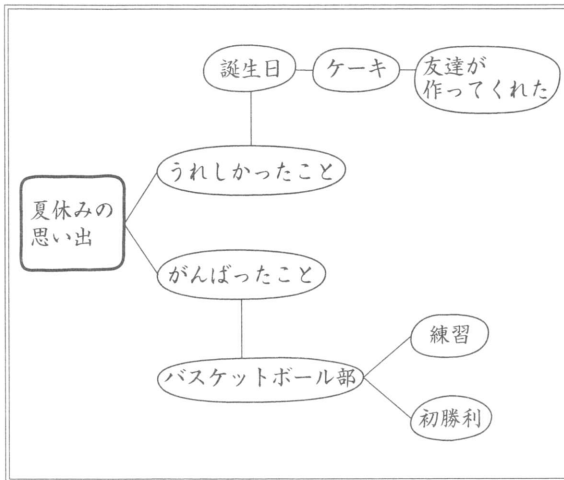 誕生日
ケーキ
友達が
作ってくれた
うれしかったこと
夏休みの
思い出
がんばったこと
練習
バスケットボール部
初勝利